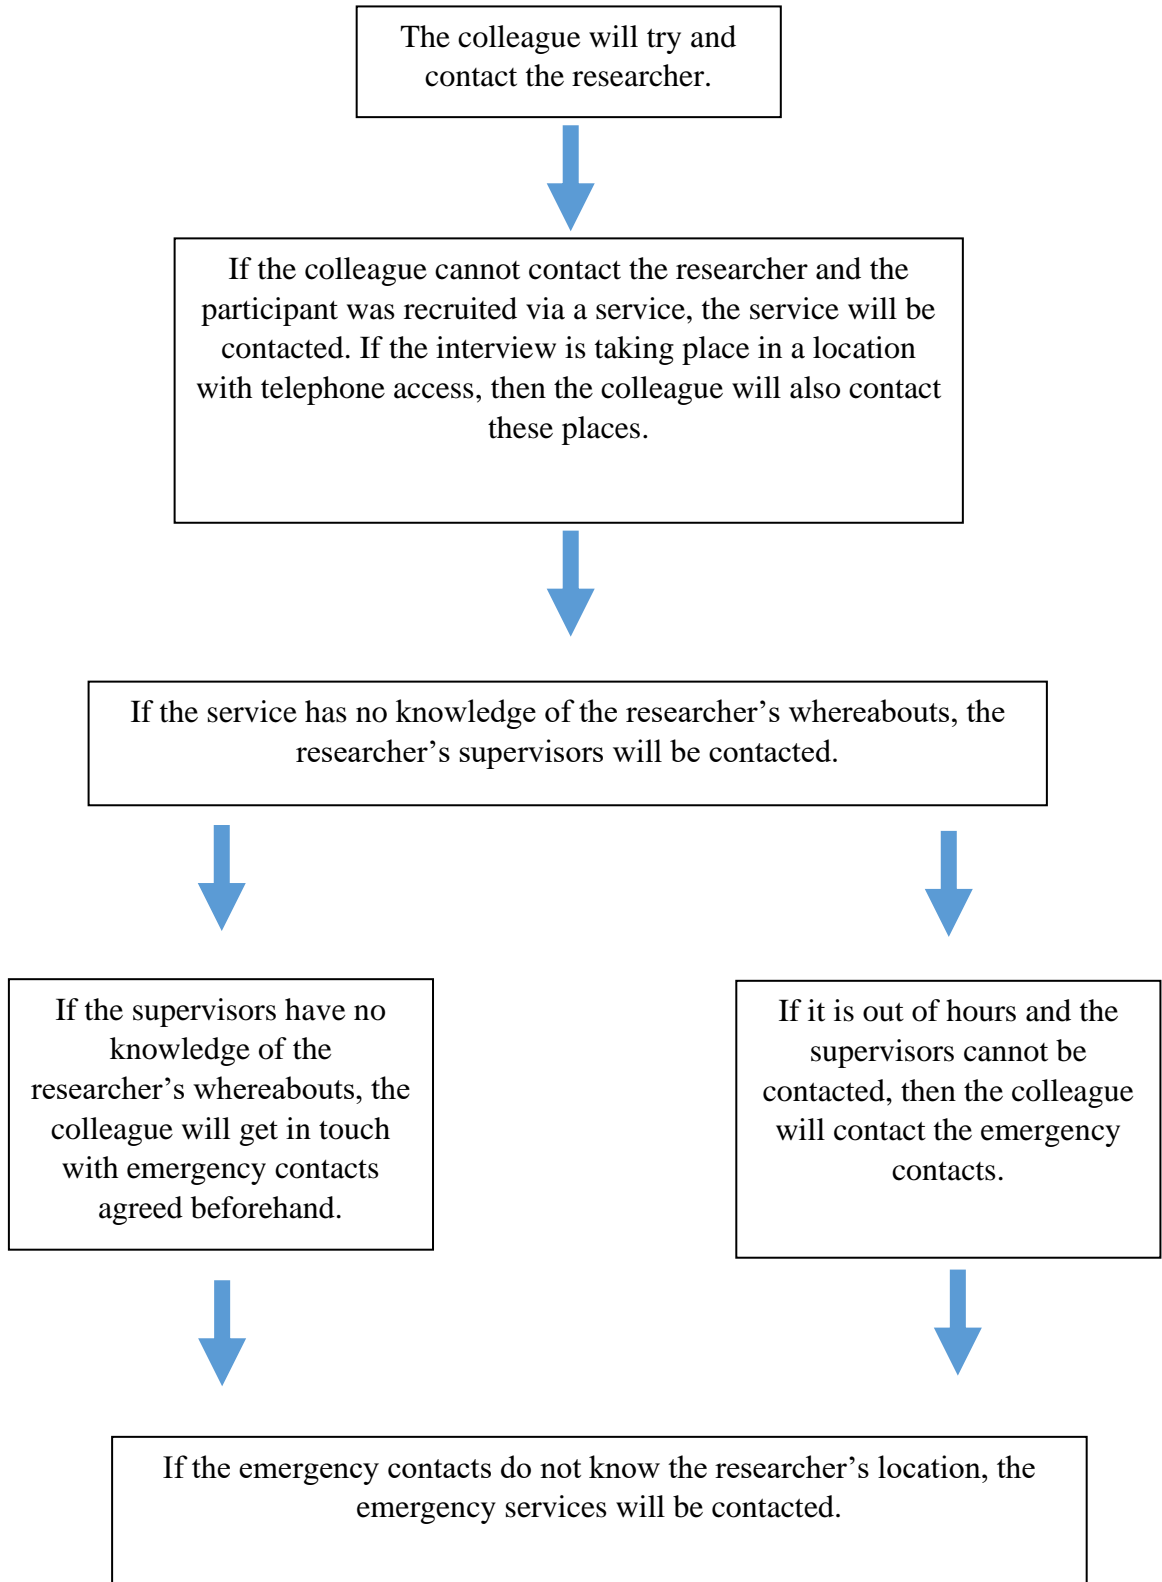 The colleague will try and
contact the researcher.
If the colleague cannot contact the researcher and the
participant was recruited via a service, the service will be
contacted. If the interview is taking place in a location
with telephone access, then the colleague will also contact
these places.
If the service has no knowledge of the researcher’s whereabouts, the
researcher’s supervisors will be contacted.
If the supervisors have no
knowledge of the
researcher’s whereabouts, the
colleague will get in touch
with emergency contacts
agreed beforehand.
If it is out of hours and the
supervisors cannot be
contacted, then the colleague
will contact the emergency
contacts.
If the emergency contacts do not know the researcher’s location, the
emergency services will be contacted.